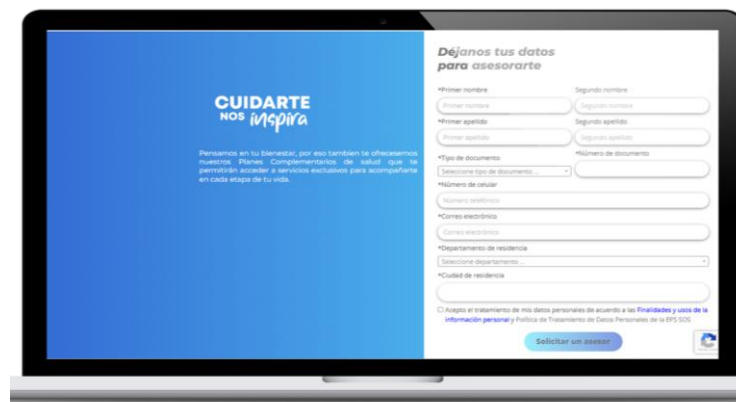 CUIDARTE
NOS inspira
Pensamos en tu bienestar, por eso tambien te ofrecesemos
nuestros Planes Complementarios de salud que te
permitirán acceder a servicios exclusivos para acompañarte
en cada etapa de tu vida.
Déjanos tus datos
para asesorarte
*Primer nombre Segundo nombre
Primer nombre Segundo nombre
*Primer apellido Segundo apellido
Primer apellido Segundo apellido
*Tipo de documento *Número de documento
Seleccione tipo de documento ...
*Número de celular
Número telefónico
*Correo electrónico
Correo electrónico
*Departamento de residencia
Seleccione departamento ...
*Ciudad de residencia
Acepto el tratamiento de mis datos personales de acuerdo a las Finalidades y usos de la
información personal y Política de Tratamiento de Datos Personales de la EPS SOS
Solicitar un asesor